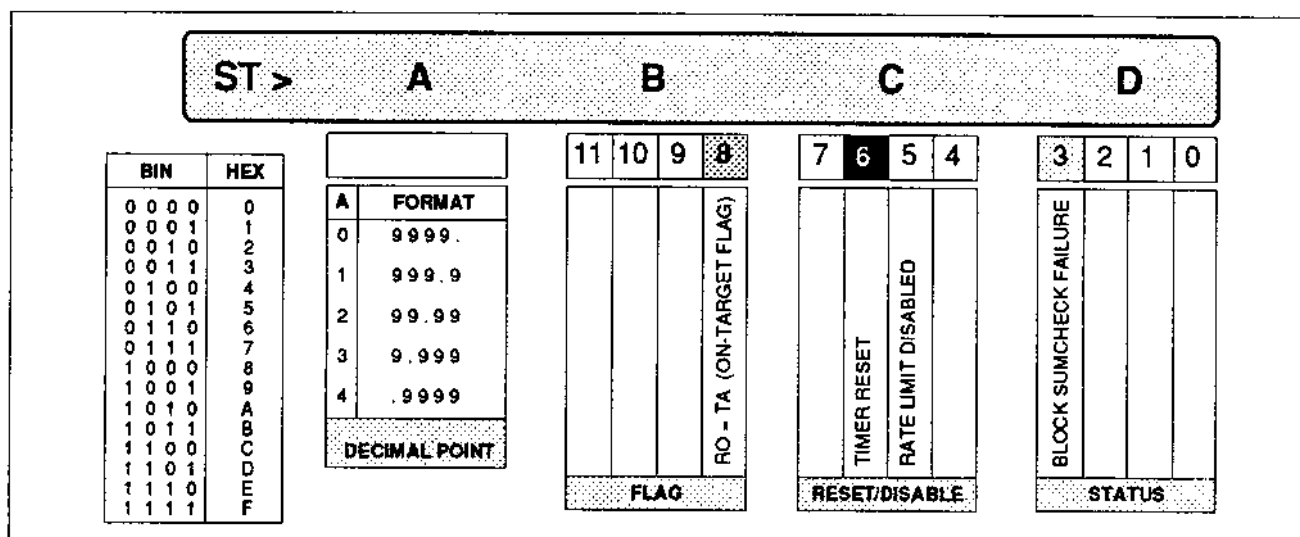 ST > A B C D
BIN HEX
0 0 0 0 0
0 0 0 1 1
0 0 1 0 2
0 0 1 1 3
0 1 0 0 4
0 1 0 1 5
0 1 1 0 6
0 1 1 1 7
1 0 0 0 8
1 0 0 1 9
1 0 1 0 A
1 0 1 1 B
1 1 0 0 C
1 1 0 1 D
1 1 1 0 E
1 1 1 1 F
A FORMAT
0 9999.
1 999.9
2 99.99
3 9.999
4 .9999
DECIMAL POINT
11 10 9 8
RO - TA (ON-TARGET FLAG)
FLAG
7 6 5 4
TIMER RESET
RATE LIMIT DISABLED
RESET/DISABLE
3 2 1 0
BLOCK SUMCHECK FAILURE
STATUS